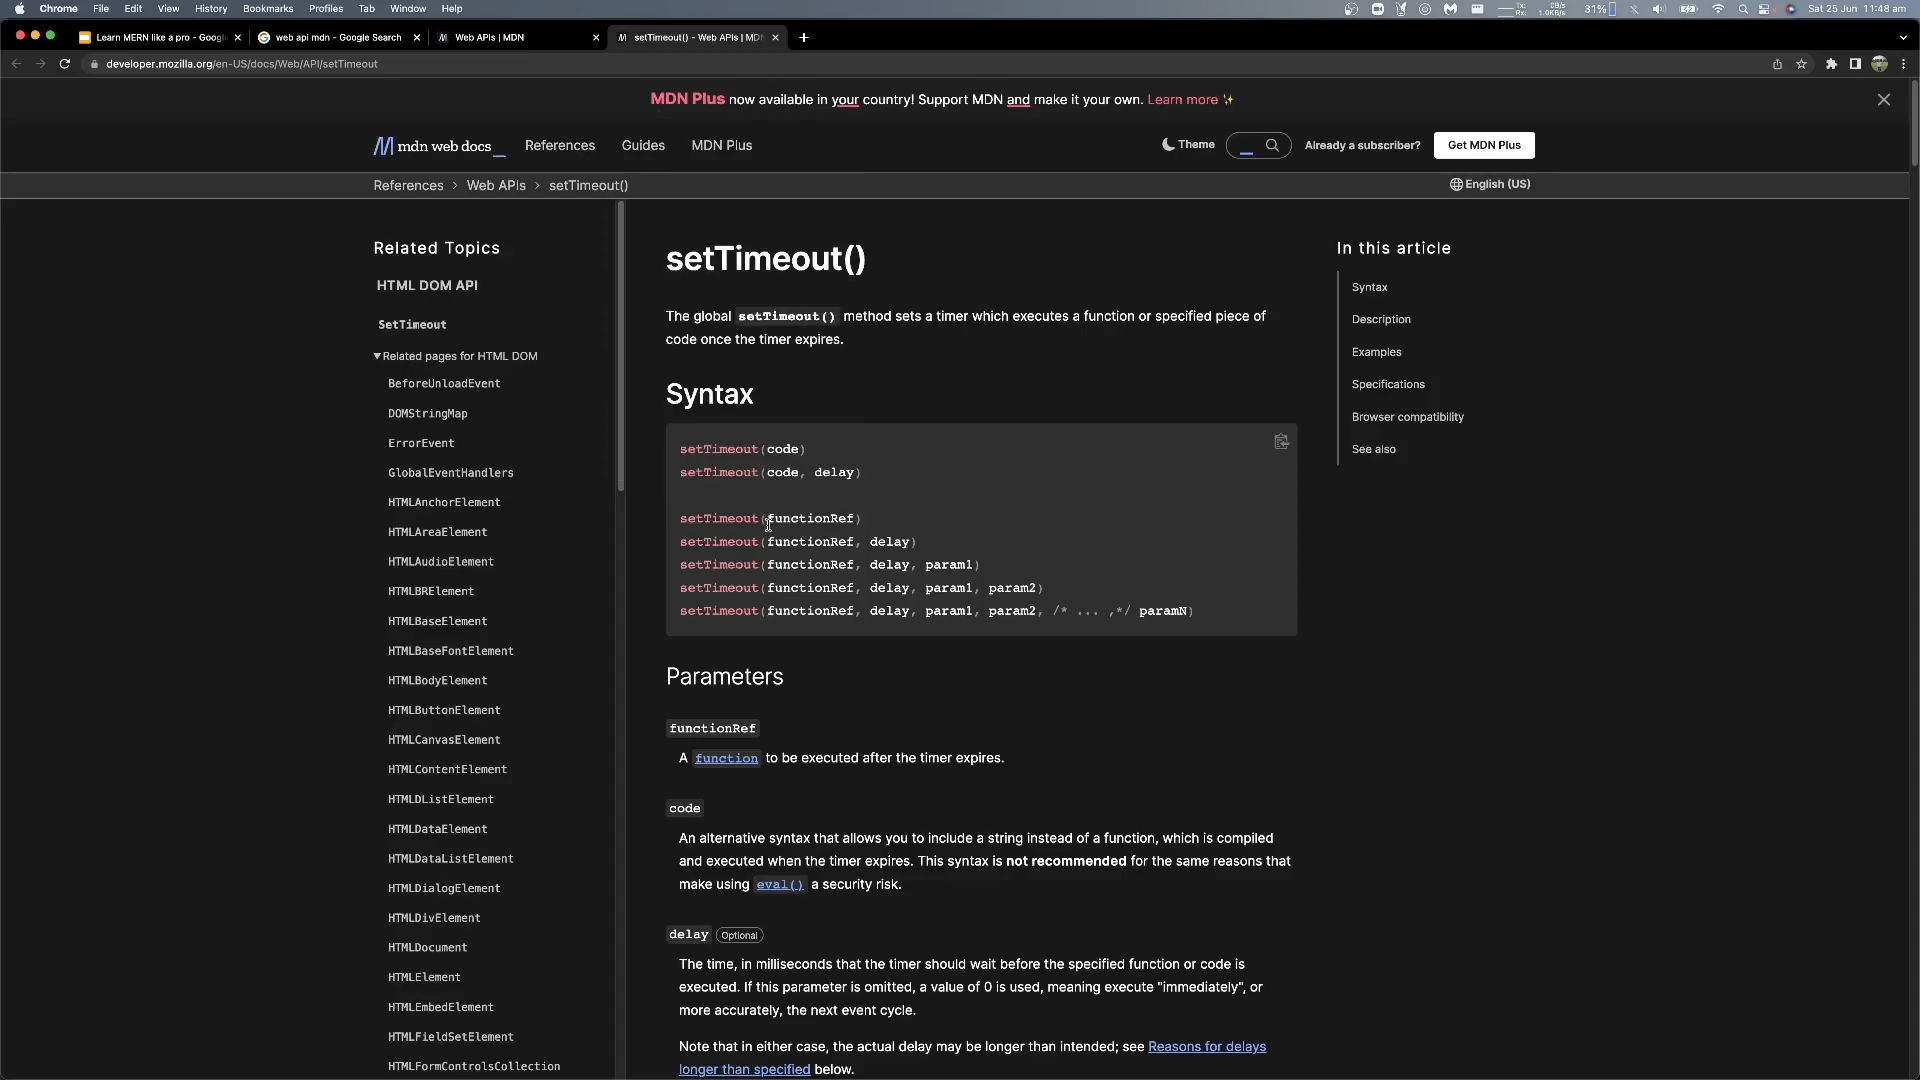 Chrome File Edit View History Bookmarks Profiles Tab Window Help 31% Sat 25 Jun 11:48 am
Learn MERN like a pro - Googl web api mdn - Google Search Web APIs | MDN setTimeout() - Web APIs | MDN
developer.mozilla.org/en-US/docs/Web/API/setTimeout
MDN Plus now available in your country! Support MDN and make it your own. Learn more ✨
mdn web docs_ References Guides MDN Plus Theme Already a subscriber? Get MDN Plus
References > Web APIs > setTimeout() English (US)
Related Topics
HTML DOM API
SetTimeout
▼Related pages for HTML DOM
BeforeUnloadEvent
DOMStringMap
ErrorEvent
GlobalEventHandlers
HTMLAnchorElement
HTMLAreaElement
HTMLAudioElement
HTMLBRElement
HTMLBaseElement
HTMLBaseFontElement
HTMLBodyElement
HTMLButtonElement
HTMLCanvasElement
HTMLContentElement
HTMLDListElement
HTMLDataElement
HTMLDataListElement
HTMLDialogElement
HTMLDivElement
HTMLDocument
HTMLElement
HTMLEmbedElement
HTMLFieldSetElement
HTMLFormControlsCollection
setTimeout()
The global setTimeout() method sets a timer which executes a function or specified piece of
code once the timer expires.
Syntax
setTimeout(code)
setTimeout(code, delay)
setTimeout(functionRef)
setTimeout(functionRef, delay)
setTimeout(functionRef, delay, param1)
setTimeout(functionRef, delay, param1, param2)
setTimeout(functionRef, delay, param1, param2, /* ... ,*/ paramN)
Parameters
functionRef
A function to be executed after the timer expires.
code
An alternative syntax that allows you to include a string instead of a function, which is compiled
and executed when the timer expires. This syntax is not recommended for the same reasons that
make using eval() a security risk.
delay Optional
The time, in milliseconds that the timer should wait before the specified function or code is
executed. If this parameter is omitted, a value of 0 is used, meaning execute "immediately", or
more accurately, the next event cycle.
Note that in either case, the actual delay may be longer than intended; see Reasons for delays
longer than specified below.
In this article
Syntax
Description
Examples
Specifications
Browser compatibility
See also